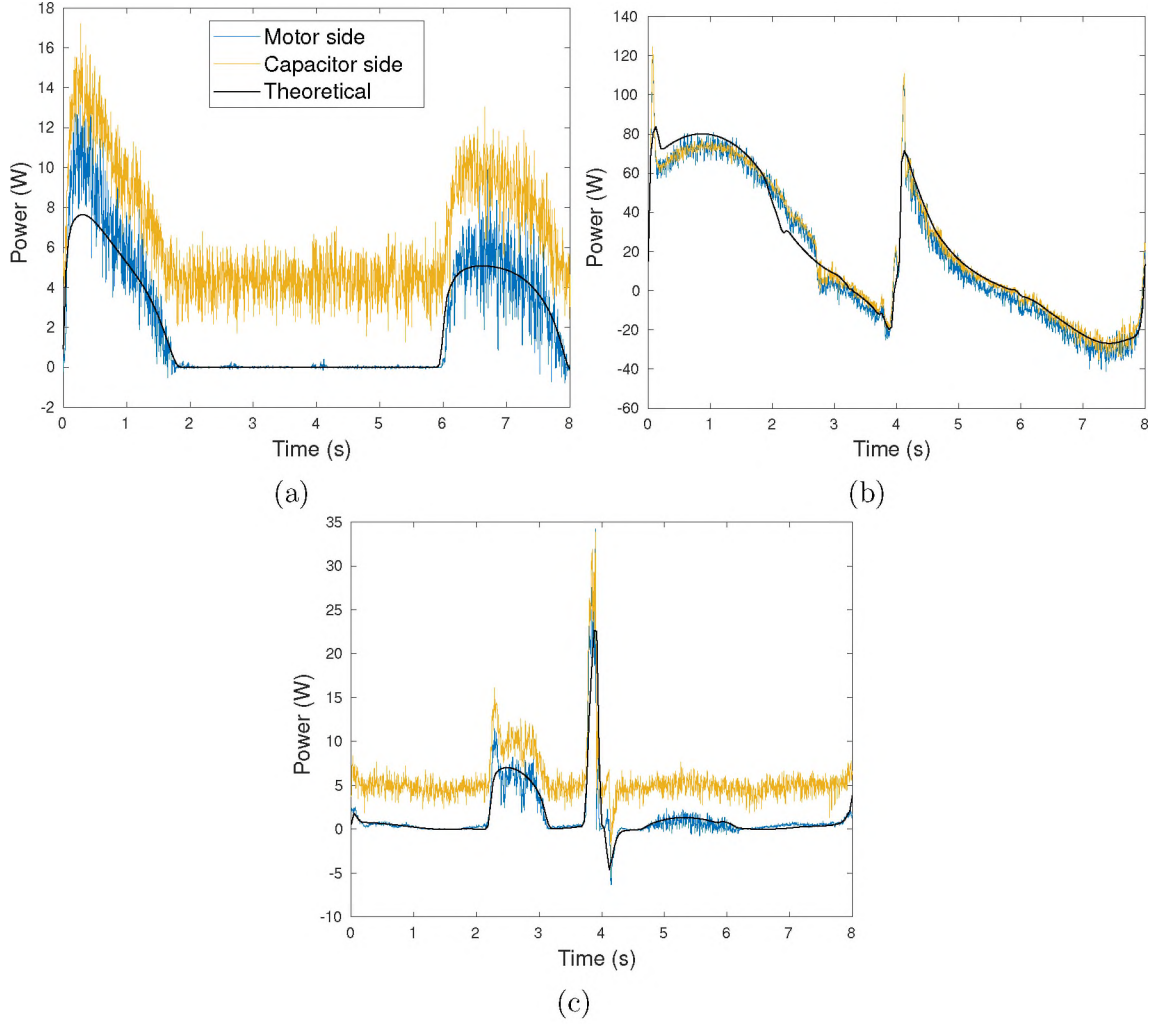 18
16
14
12
10
8
6
4
2
0
-2
Power (W)
Motor side
Capacitor side
Theoretical
0 1 2 3 4 5 6 7 8
Time (s)
(a)
140
120
100
80
60
40
20
0
-20
-40
-60
Power (W)
0 1 2 3 4 5 6 7 8
Time (s)
(b)
35
30
25
20
15
10
5
0
-5
-10
Power (W)
0 1 2 3 4 5 6 7 8
Time (s)
(c)